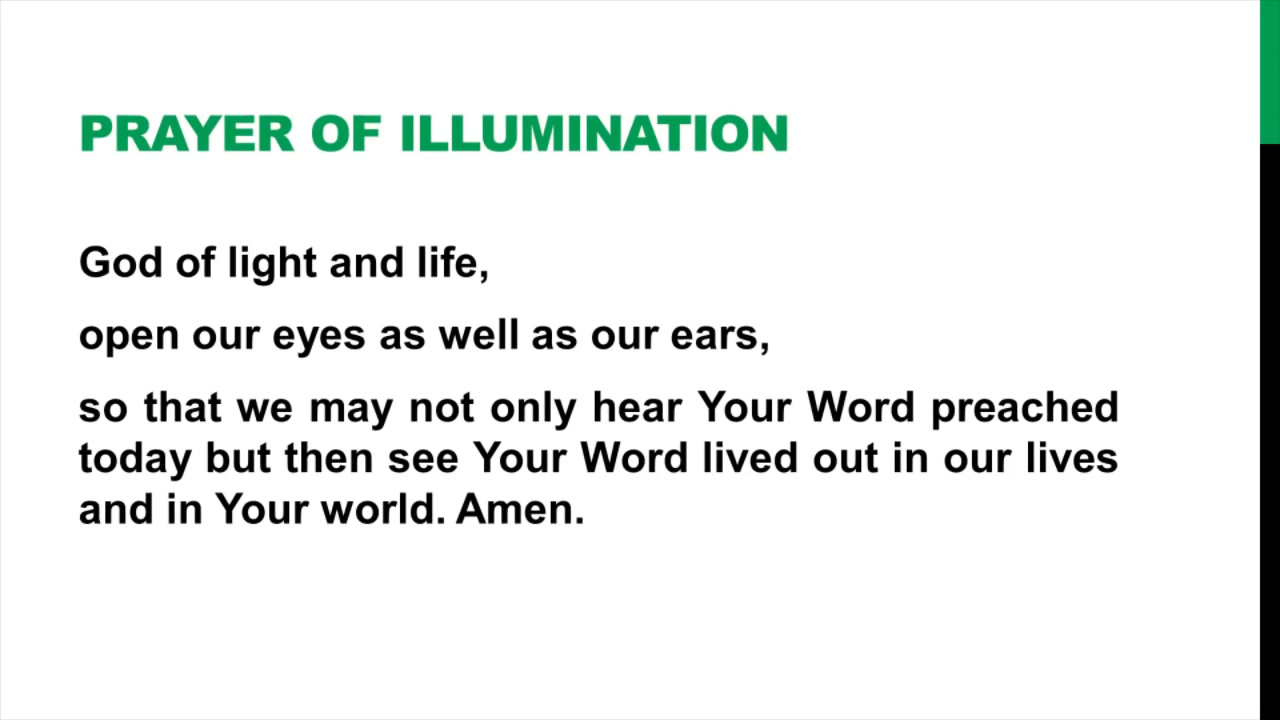 PRAYER OF ILLUMINATION
God of light and life,
open our eyes as well as our ears,
so that we may not only hear Your Word preached
today but then see Your Word lived out in our lives
and in Your world. Amen.